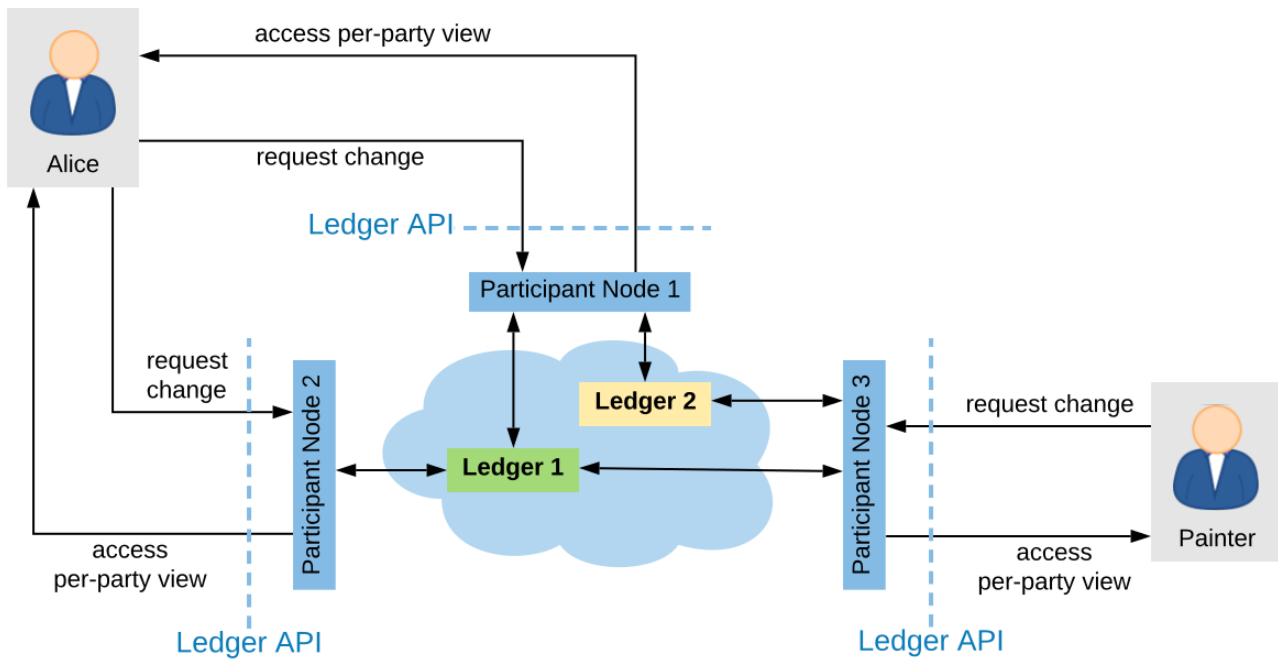 access per-party view
Alice
request change
Ledger API
Participant Node 1
request
change
Participant Node 2
Ledger 2
Participant Node 3
request change
Ledger 1
access
per-party view
Painter
access
per-party view
Ledger API
Ledger API